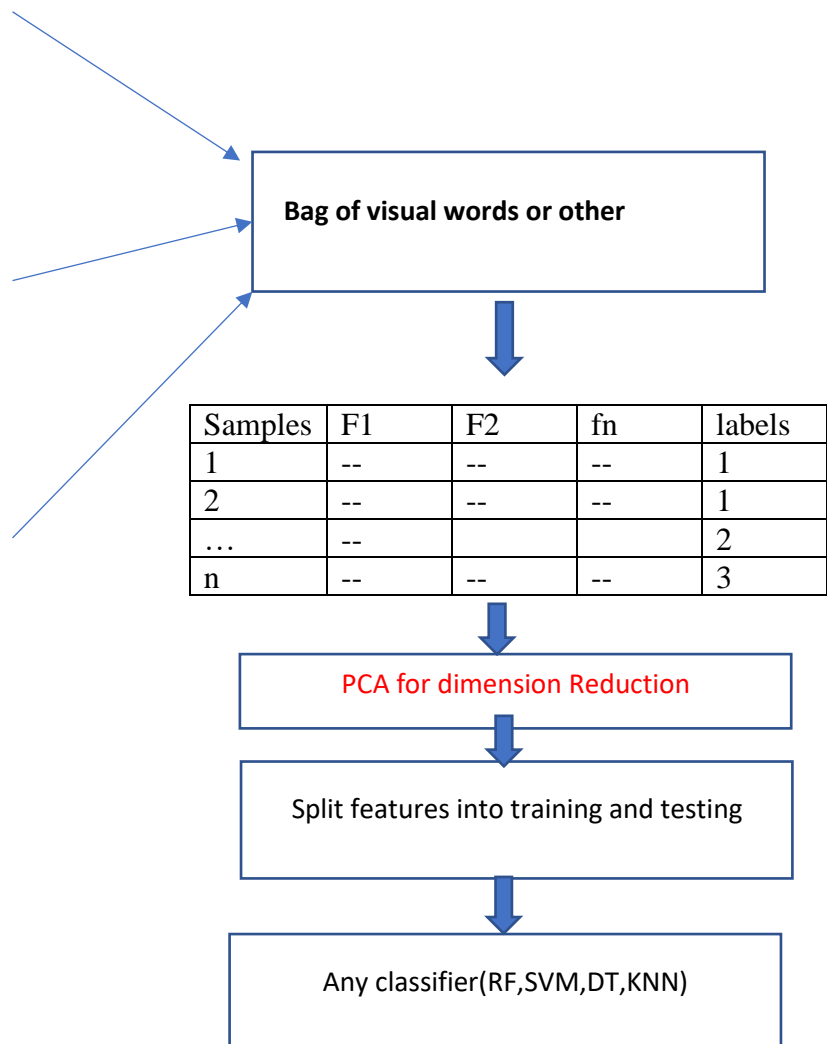 Bag of visual words or other
Samples F1 F2 fn labels
1 -- -- -- 1
2 -- -- -- 1
… -- 2
n -- -- -- 3
PCA for dimension Reduction
Split features into training and testing
Any classifier(RF,SVM,DT,KNN)